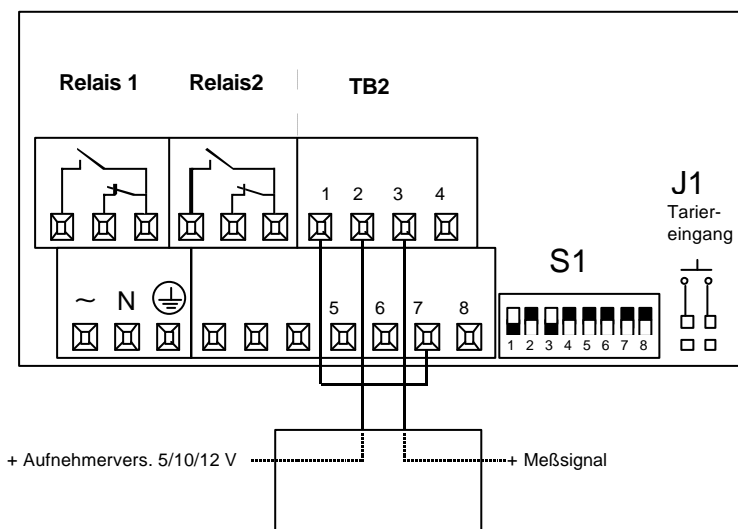 Relais 1 Relais2 TB2
1 2 3 4
J1
Tarier-
eingang
S1
~ N
5 6 7 8
1 2 3 4 5 6 7 8
+ Aufnehmervers. 5/10/12 V
+ Meßsignal